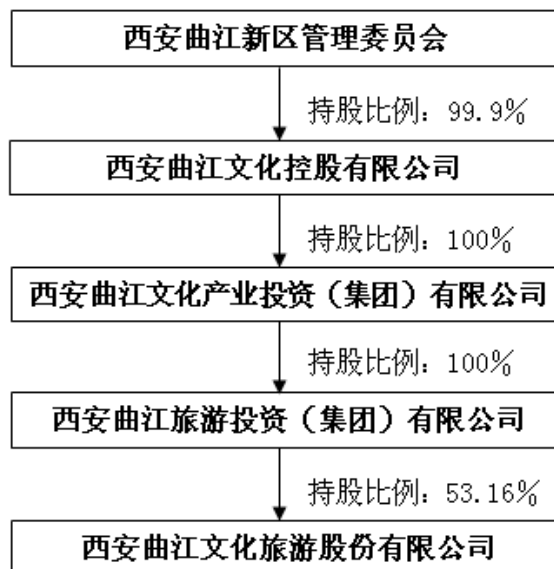 西安曲江新区管理委员会
持股比例：99.9%
西安曲江文化控股有限公司
持股比例：100%
西安曲江文化产业投资（集团）有限公司
持股比例：100%
西安曲江旅游投资（集团）有限公司
持股比例：53.16%
西安曲江文化旅游股份有限公司